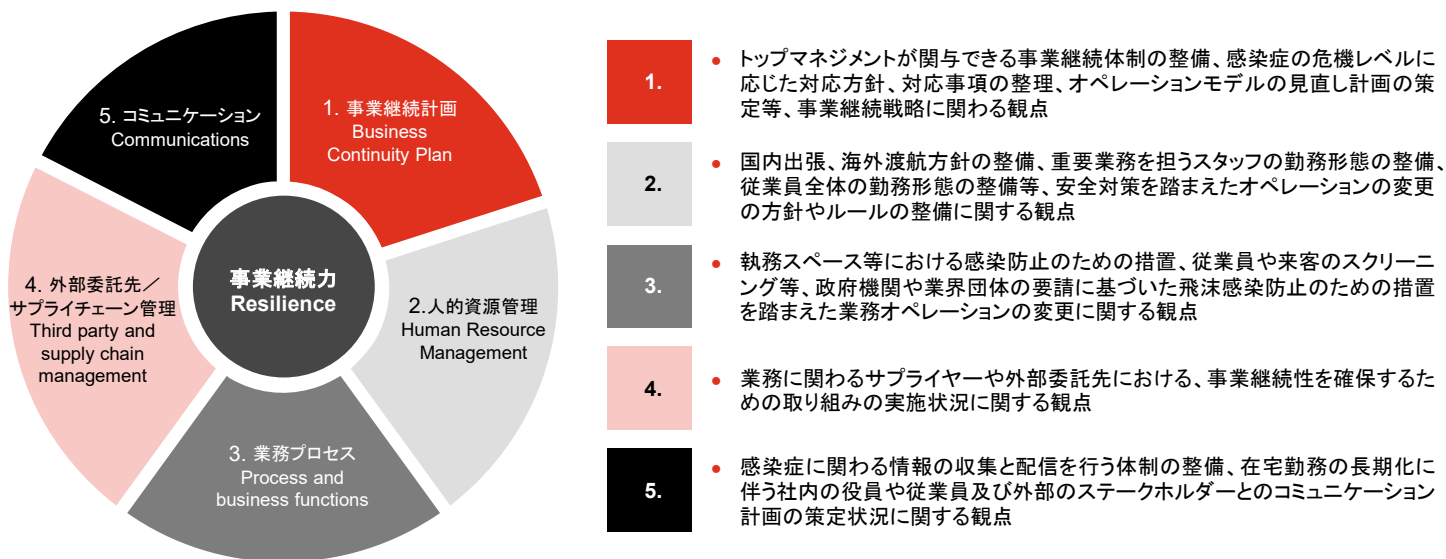 5. コミュニケーション
Communications
1. 事業継続計画
Business
Continuity Plan
4. 外部委託先／
サプライチェーン管理
Third party and
supply chain
management
事業継続力
Resilience
2.人的資源管理
Human Resource
Management
3. 業務プロセス
Process and
business functions
1.
• トップマネジメントが関与できる事業継続体制の整備、感染症の危機レベルに
応じた対応方針、対応事項の整理、オペレーションモデルの見直し計画の策
定等、事業継続戦略に関わる観点
2.
• 国内出張、海外渡航方針の整備、重要業務を担うスタッフの勤務形態の整備、
従業員全体の勤務形態の整備等、安全対策を踏まえたオペレーションの変更
の方針やルールの整備に関する観点
3.
• 執務スペース等における感染防止のための措置、従業員や来客のスクリーニ
ング等、政府機関や業界団体の要請に基づいた飛沫感染防止のための措置
を踏まえた業務オペレーションの変更に関する観点
4.
• 業務に関わるサプライヤーや外部委託先における、事業継続性を確保するた
めの取り組みの実施状況に関する観点
5.
• 感染症に関わる情報の収集と配信を行う体制の整備、在宅勤務の長期化に
伴う社内の役員や従業員及び外部のステークホルダーとのコミュニケーション
計画の策定状況に関する観点